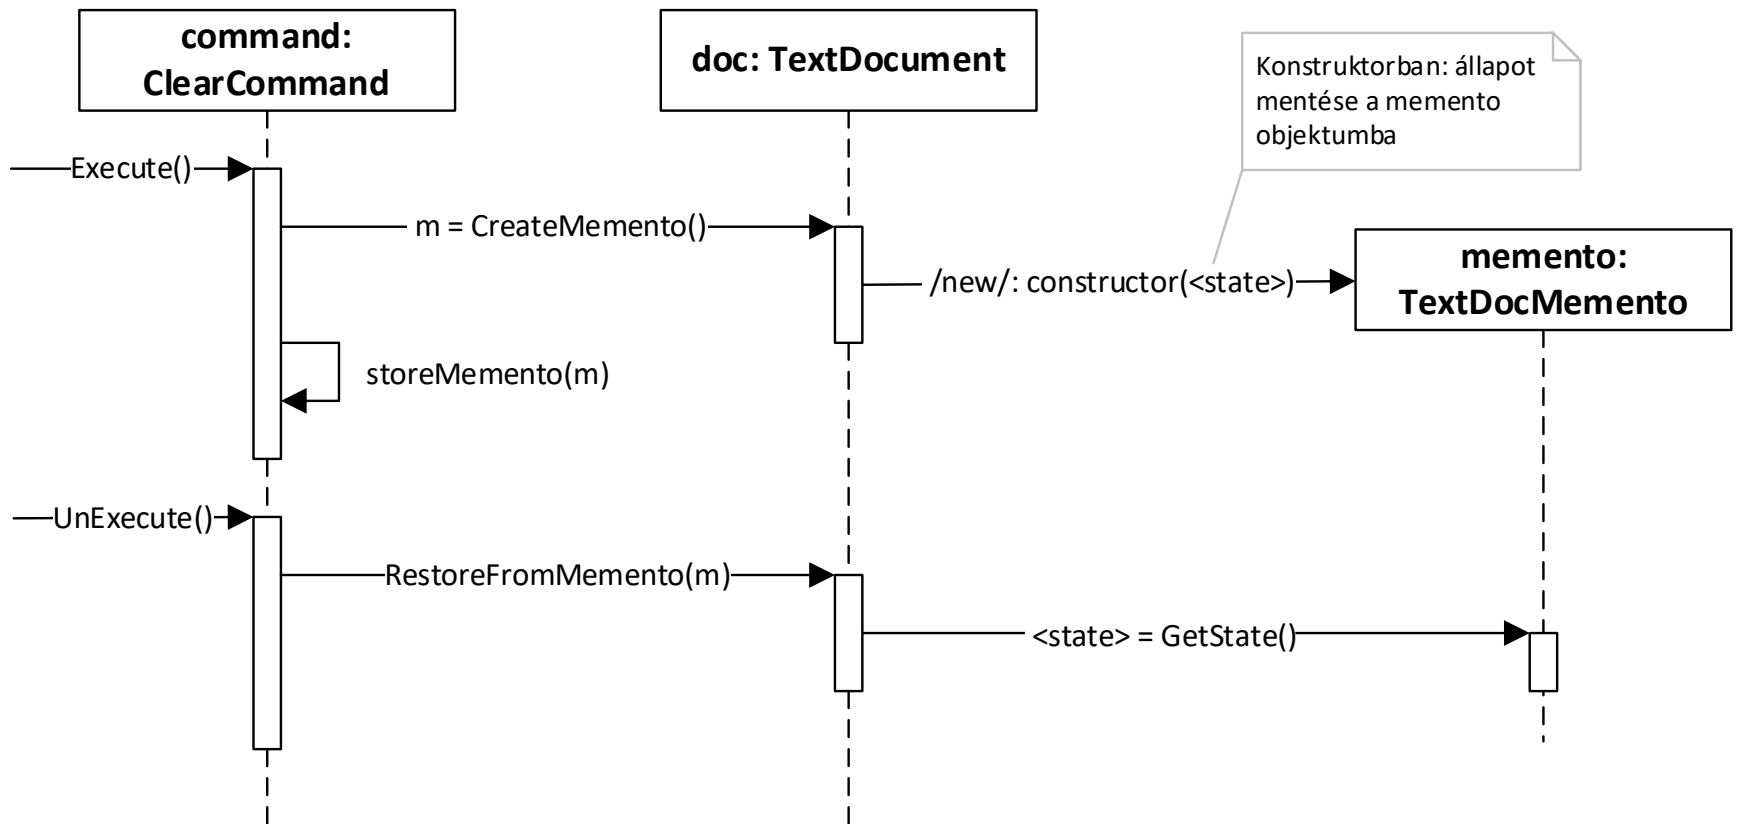 command:
ClearCommand
doc: TextDocument
Konstruktorban: állapot
mentése a memento
objektumba
Execute()
m = CreateMemento()
memento:
TextDocMemento
/new/: constructor(<state>)
storeMemento(m)
UnExecute()
RestoreFromMemento(m)
<state> = GetState()